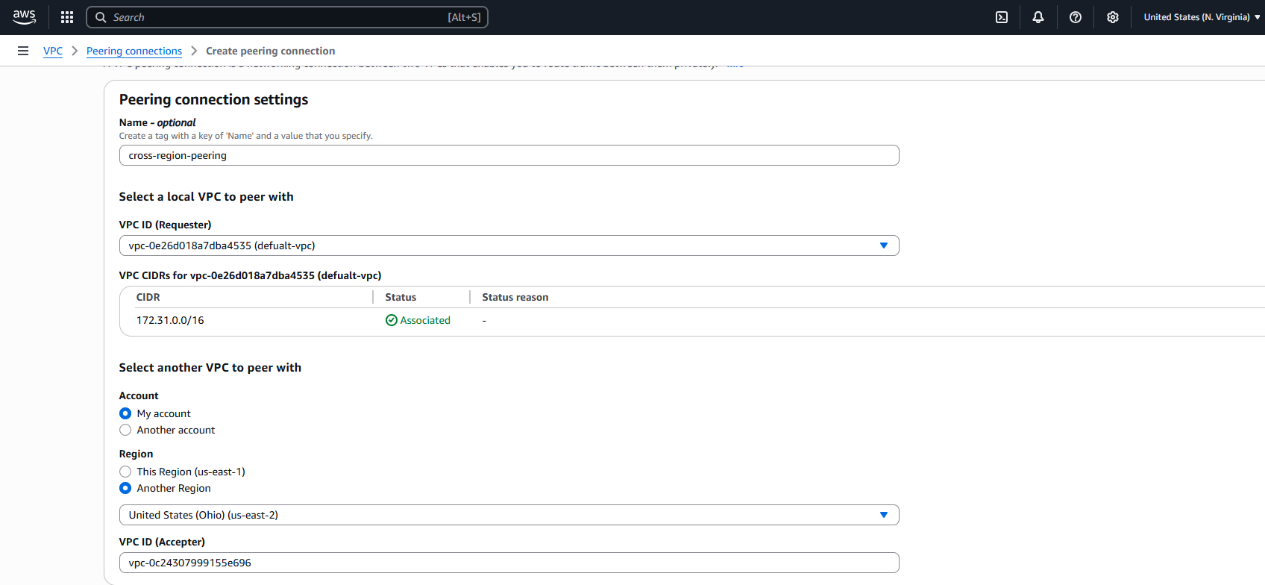 aws
Search [Alt+S]
United States (N. Virginia)
VPC > Peering connections > Create peering connection
Peering connection settings
Name - optional
Create a tag with a key of 'Name' and a value that you specify.
cross-region-peering
Select a local VPC to peer with
VPC ID (Requester)
vpc-0e26d018a7dba4535 (defualt-vpc)
VPC CIDRs for vpc-0e26d018a7dba4535 (defualt-vpc)
CIDR Status Status reason
172.31.0.0/16 Associated -
Select another VPC to peer with
Account
My account
Another account
Region
This Region (us-east-1)
Another Region
United States (Ohio) (us-east-2)
VPC ID (Accepter)
vpc-0c24307999155e696